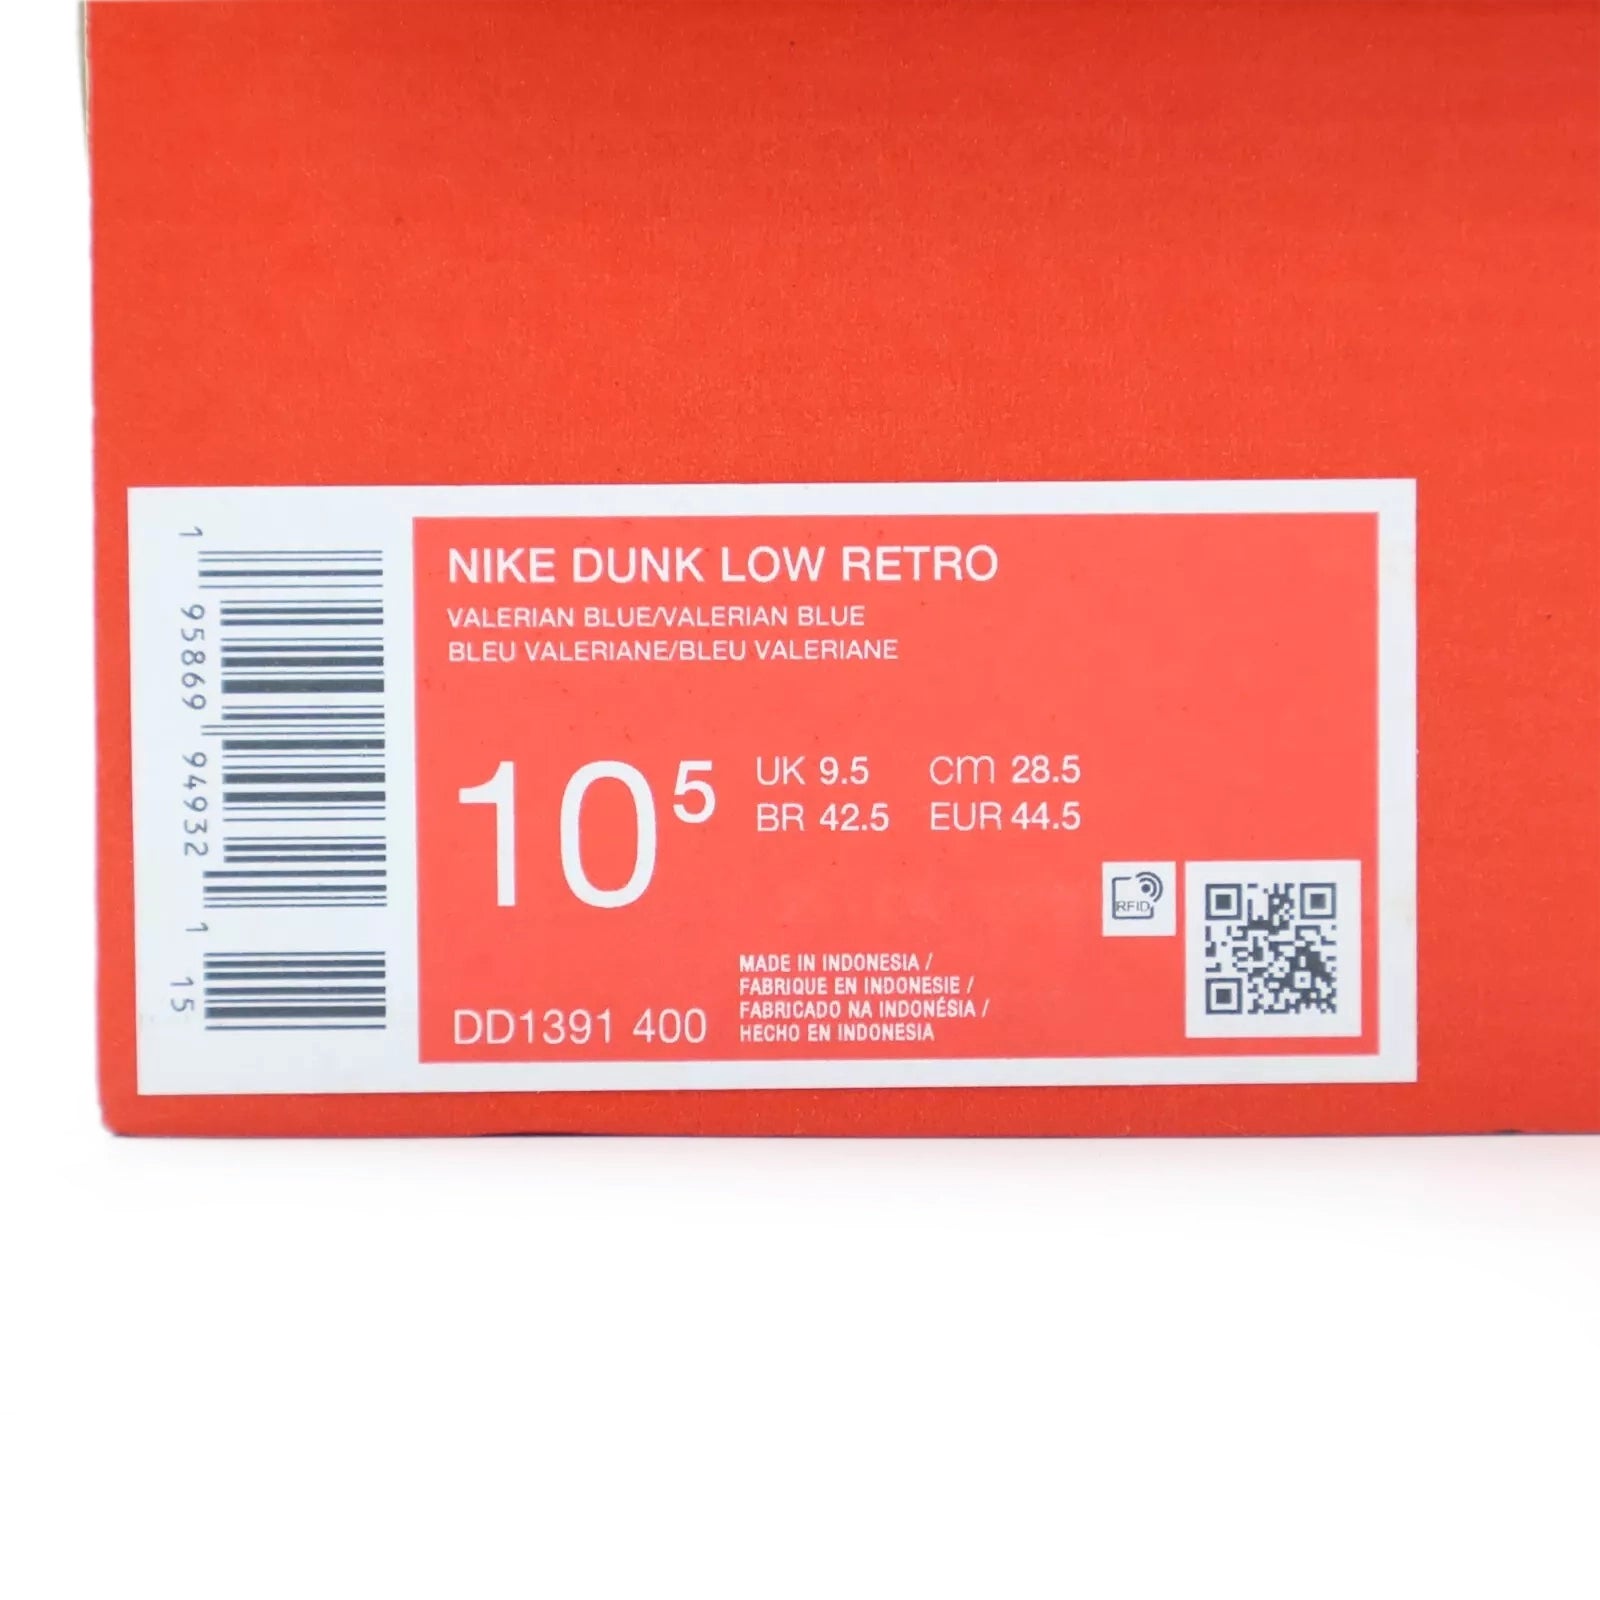 NIKE DUNK LOW RETRO
VALERIAN BLUE/VALERIAN BLUE
BLEU VALERIANE/BLEU VALERIANE
10 5
UK 9.5 cm 28.5
BR 42.5 EUR 44.5
RFID
MADE IN INDONESIA /
FABRIQUE EN INDONESIE /
FABRICADO NA INDONÉSIA /
HECHO EN INDONESIA
DD1391 400
1 95869 94932 1 15